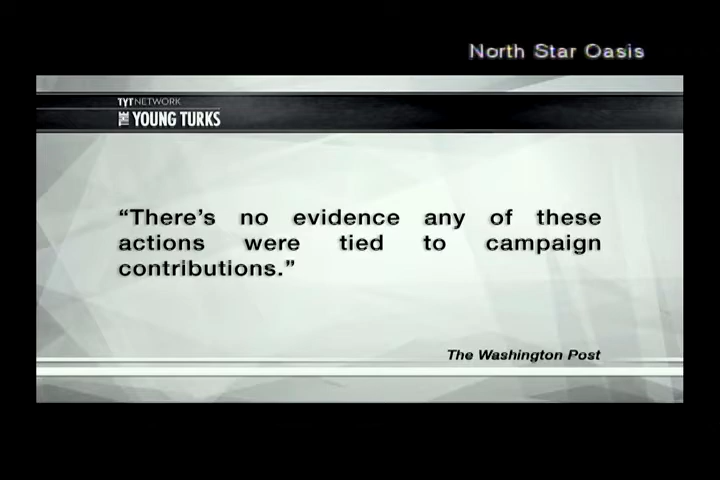 North Star Oasis
TYT NETWORK
THE YOUNG TURKS
“There’s no evidence any of these
actions were tied to campaign
contributions.”
The Washington Post